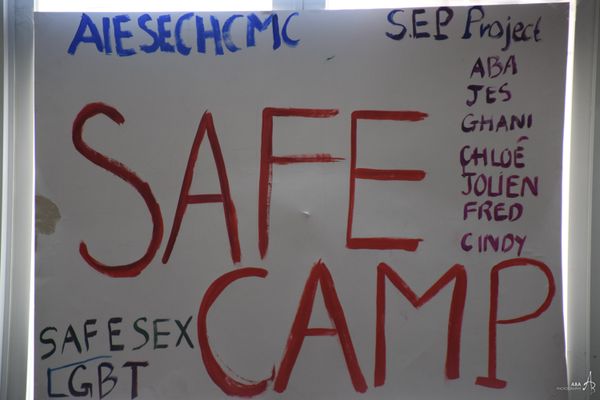 AIESECHCMC
S.E.P Project
ABA
JES
GHANI
CHLOÉ
JOLIEN
FRED
CINDY
SAFE
CAMP
SAFE SEX
LGBT
ABA